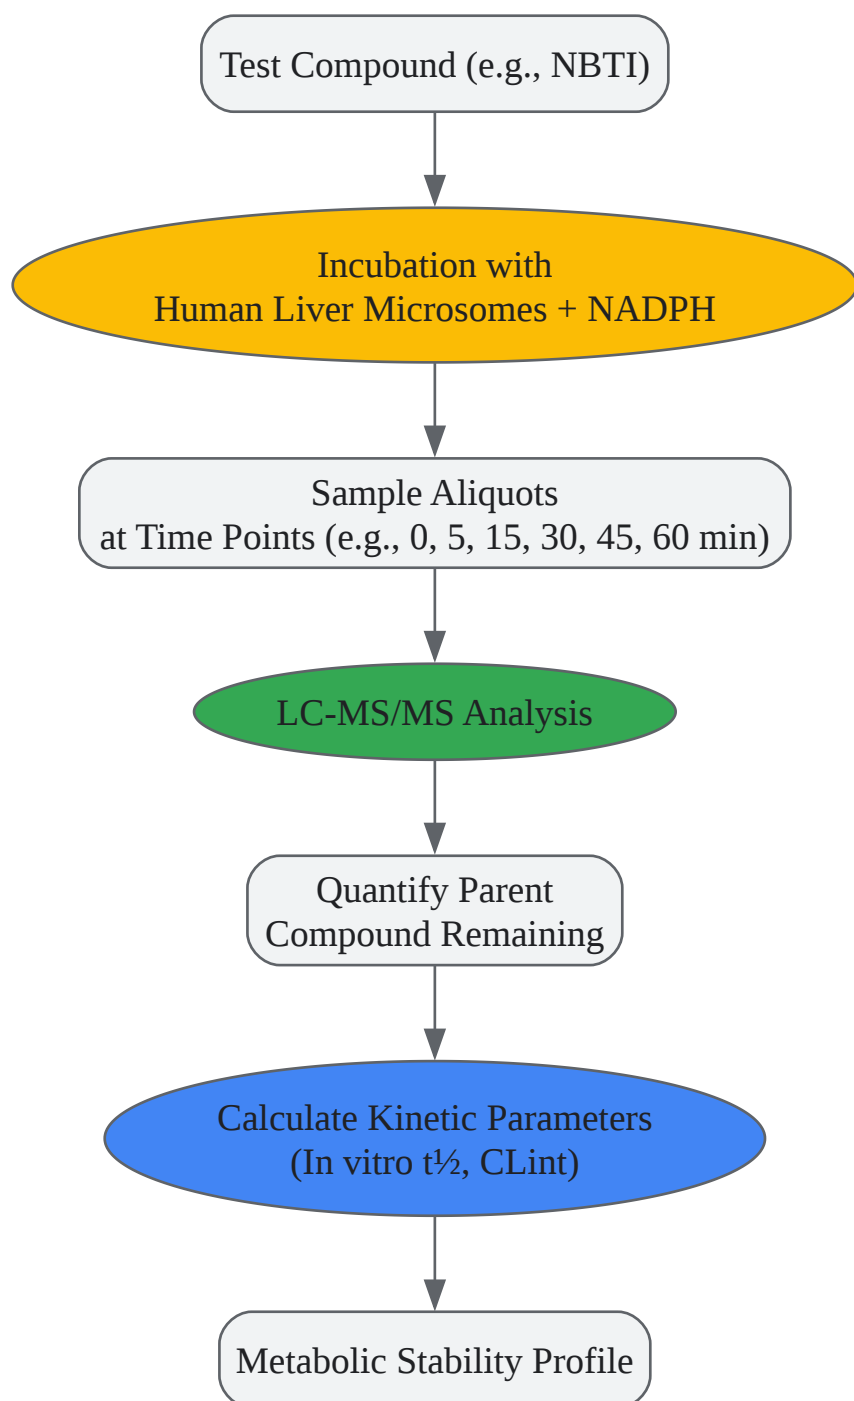 Test Compound (e.g., NBTI)
Incubation with
Human Liver Microsomes + NADPH
Sample Aliquots
at Time Points (e.g., 0, 5, 15, 30, 45, 60 min)
LC-MS/MS Analysis
Quantify Parent
Compound Remaining
Calculate Kinetic Parameters
(In vitro t½, CLint)
Metabolic Stability Profile